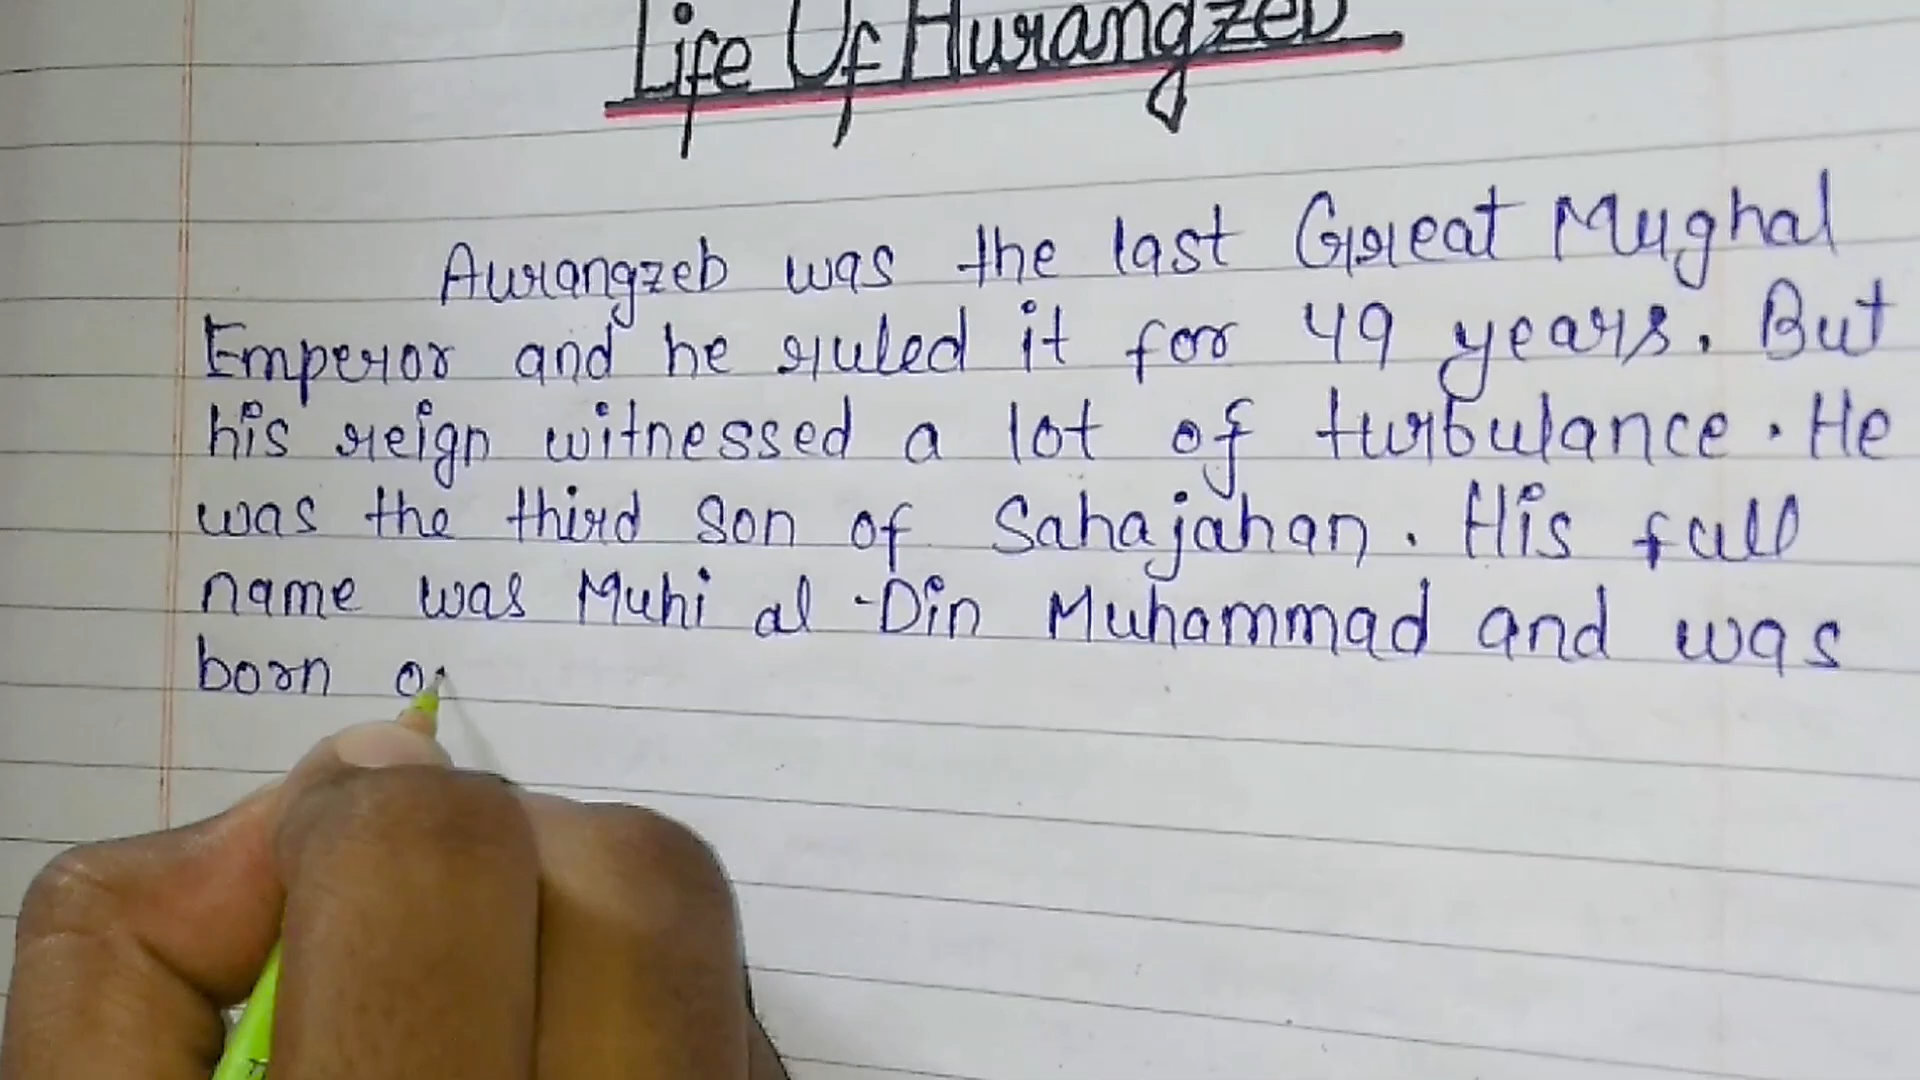 Life Of Aurangzeb
Aurangzeb was the last Great Mughal
Emperor and he ruled it for 49 years. But
his reign witnessed a lot of turbulance. He
was the third son of Sahajahan. His full
name was Muhi al-Din Muhammad and was
born